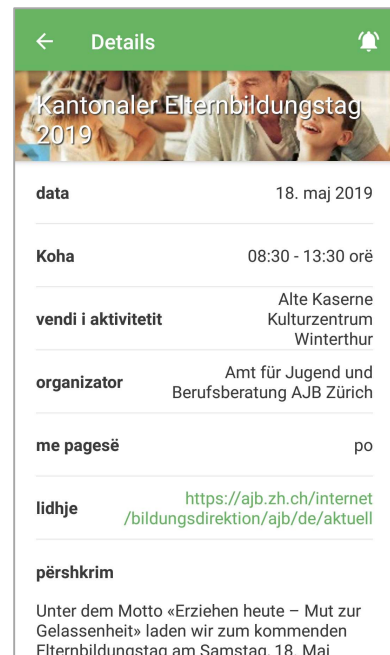 Details
Kantonaler Elternbildungstag
2019
data
18. maj 2019
Koha
08:30 - 13:30 orë
vendi i aktivitetit
Alte Kaserne
Kulturzentrum
Winterthur
organizator
Amt für Jugend und
Berufsberatung AJB Zürich
me pagesë
po
lidhje
https://ajb.zh.ch/internet
/bildungsdirektion/ajb/de/aktuell
përshkrim
Unter dem Motto «Erziehen heute – Mut zur
Gelassenheit» laden wir zum kommenden
Elternbildungstag am Samstag, 18. Mai